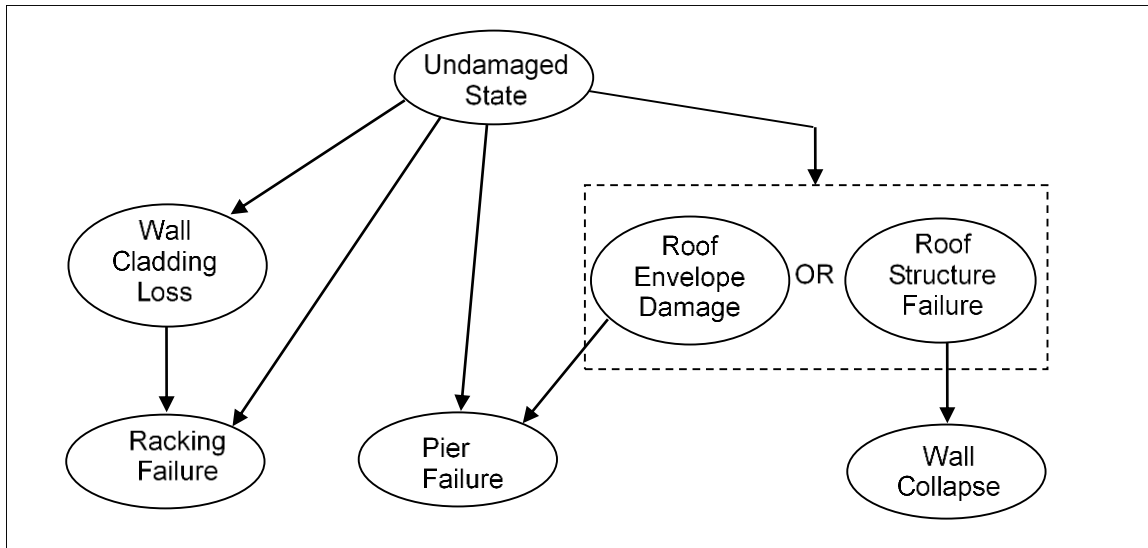 Undamaged
State
Wall
Cladding
Loss
Roof
Envelope
Damage
OR
Roof
Structure
Failure
Racking
Failure
Pier
Failure
Wall
Collapse